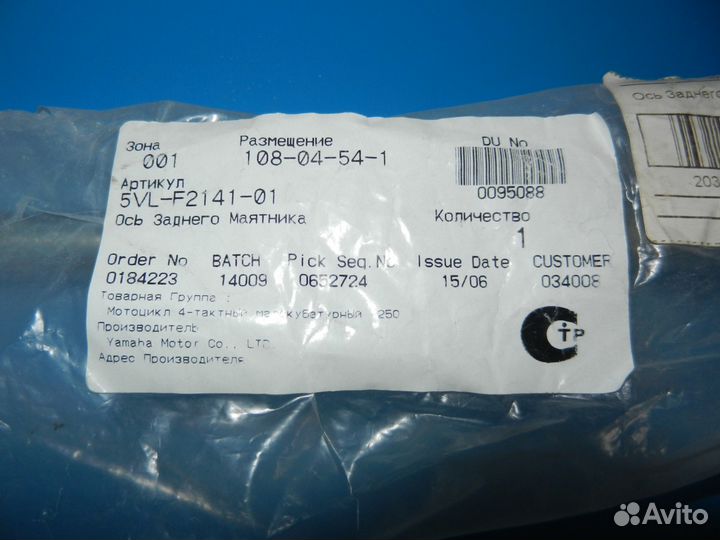 Зона Размещение DU No
001 108-04-54-1
Артикул 0095088
5VL-F2141-01
Ось Заднего Маятника Количество
1
Order No BATCH Pick Seq.No Issue Date CUSTOMER
0184223 14009 0652724 15/06 034008
Товарная Группа :
Мотоцикл 4-тактный 250
Производитель
Yamaha Motor Co., LTD.
Адрес Производителя
стр
Ось Заднего
203
Avito